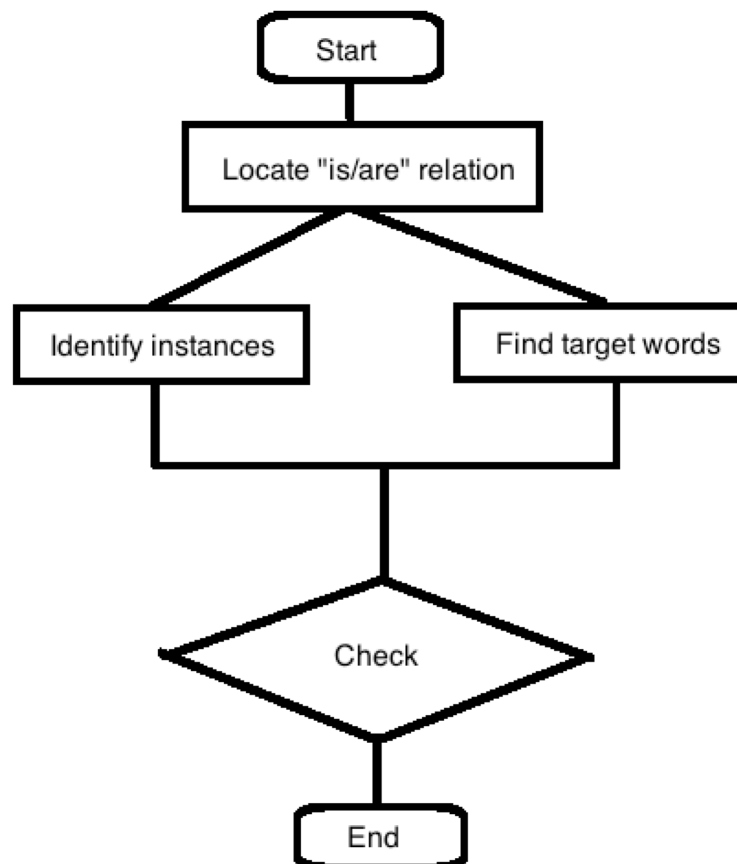 Start
Locate "is/are" relation
Identify instances
Find target words
Check
End